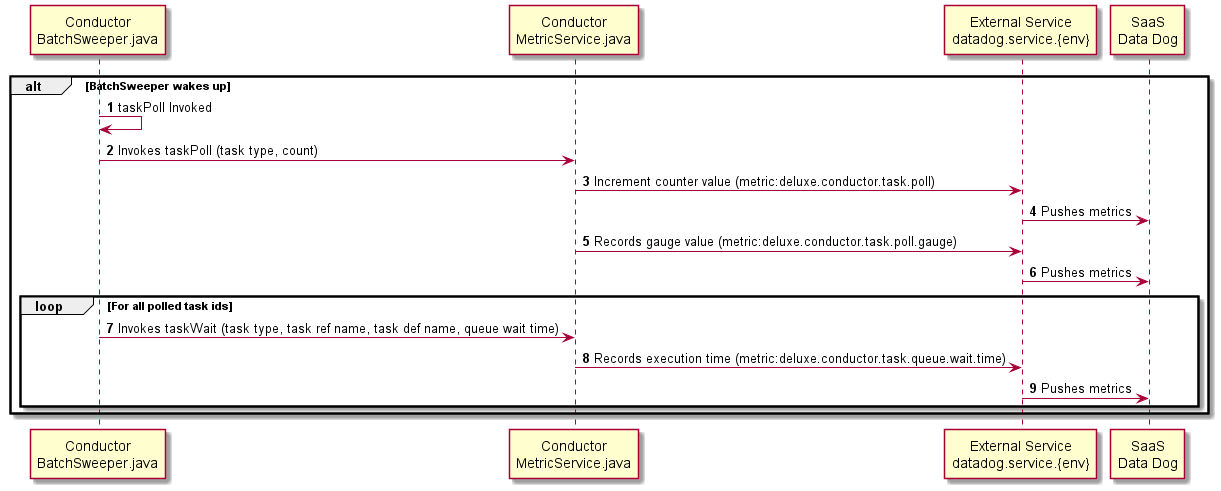 Conductor
BatchSweeper.java
Conductor
MetricService.java
External Service
datadog.service.{env}
SaaS
Data Dog
alt [BatchSweeper wakes up]
1 taskPoll Invoked
2 Invokes taskPoll (task type, count)
3 Increment counter value (metric:deluxe.conductor.task.poll)
4 Pushes metrics
5 Records gauge value (metric:deluxe.conductor.task.poll.gauge)
6 Pushes metrics
loop [For all polled task ids]
7 Invokes taskWait (task type, task ref name, task def name, queue wait time)
8 Records execution time (metric:deluxe.conductor.task.queue.wait.time)
9 Pushes metrics
Conductor
BatchSweeper.java
Conductor
MetricService.java
External Service
datadog.service.{env}
SaaS
Data Dog